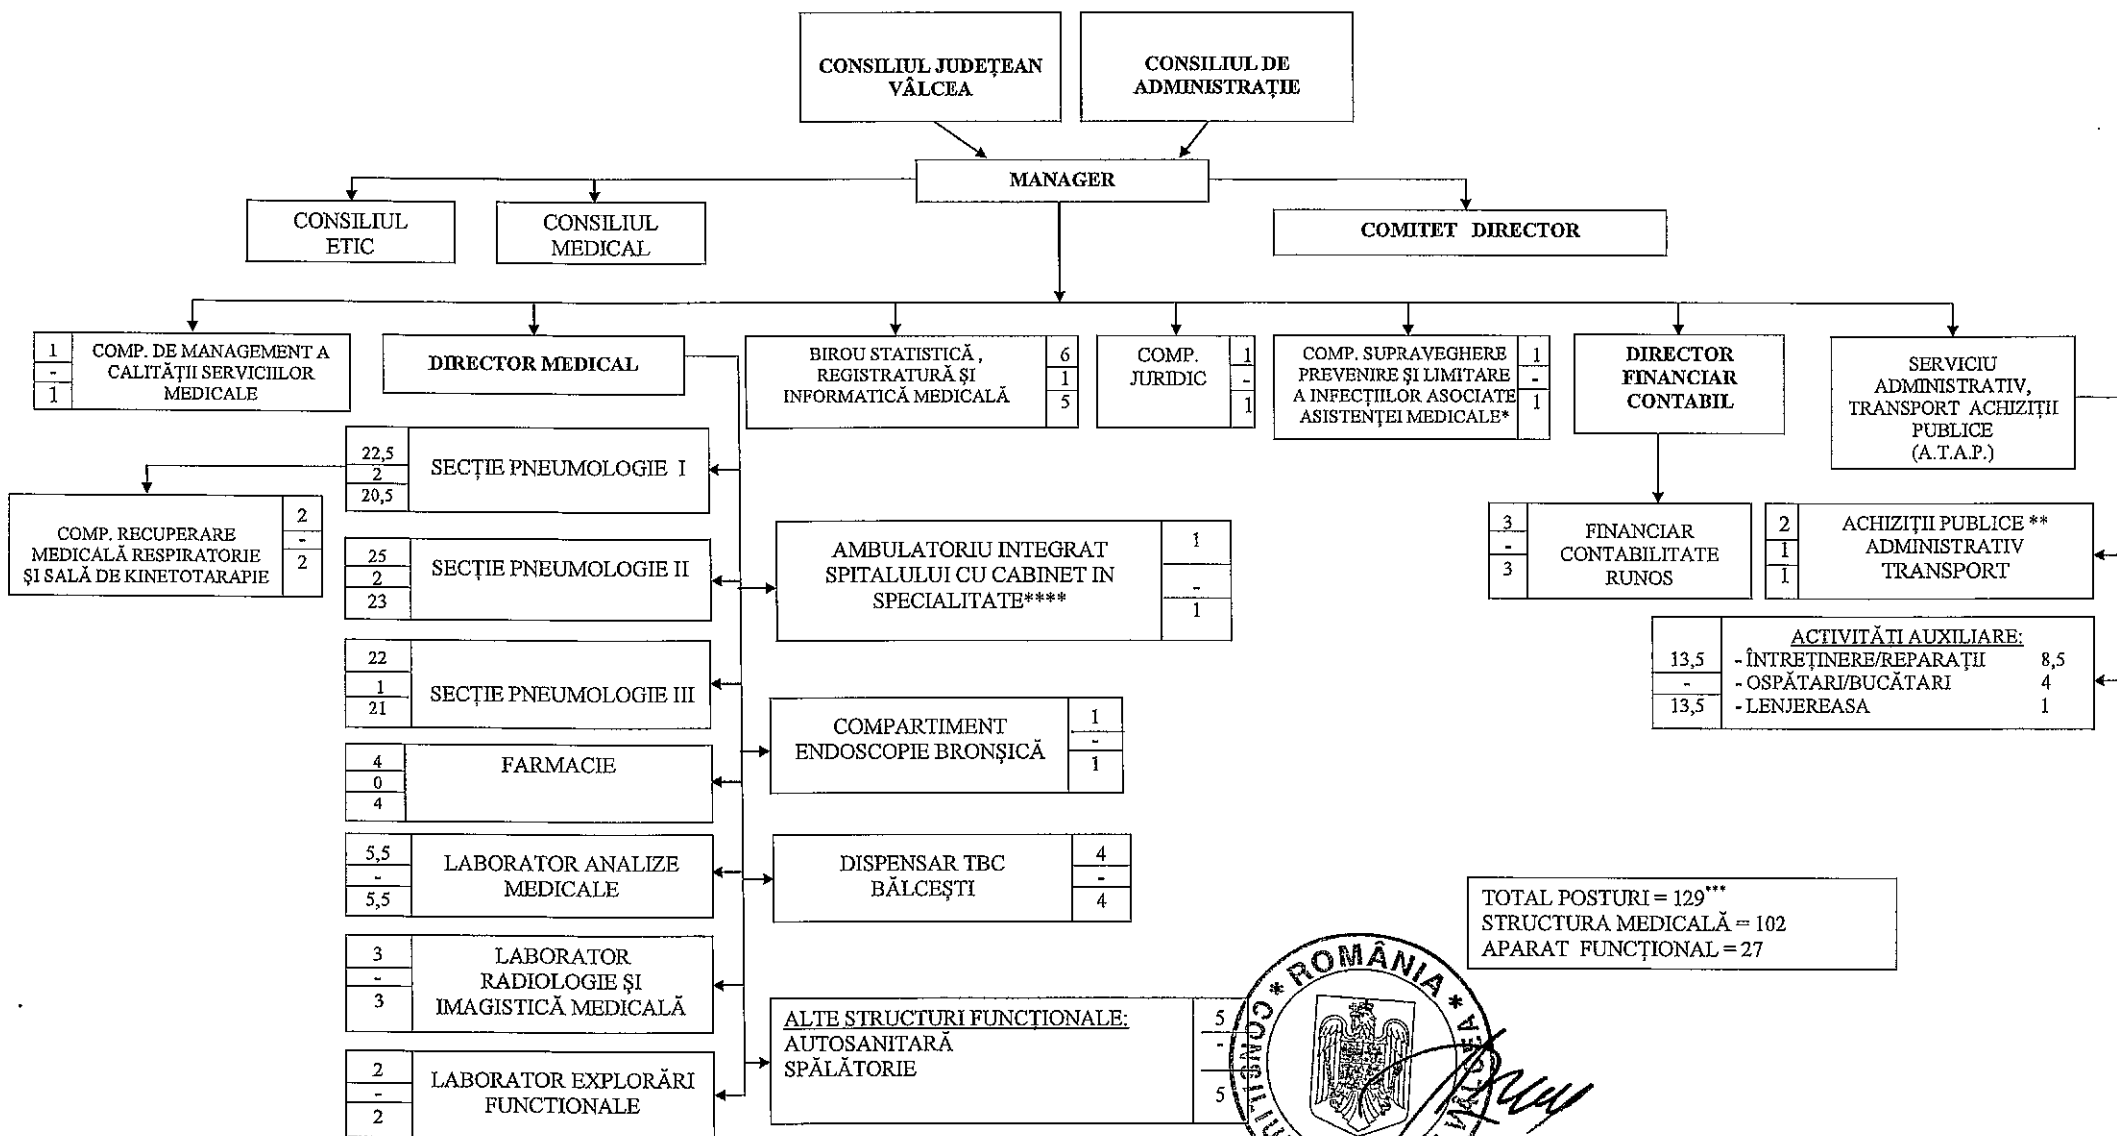 CONSILIUL JUDEȚEAN
VÂLCEA
CONSILIUL DE
ADMINISTRAȚIE
MANAGER
CONSILIUL
ETIC
CONSILIUL
MEDICAL
COMITET DIRECTOR
1
-
1
COMP. DE MANAGEMENT A
CALITĂȚII SERVICIILOR
MEDICALE
DIRECTOR MEDICAL
BIROU STATISTICĂ ,
REGISTRATURĂ ȘI
INFORMATICĂ MEDICALĂ
6
1
5
COMP.
JURIDIC
1
-
1
COMP. SUPRAVEGHERE
PREVENIRE ȘI LIMITARE
A INFECȚIILOR ASOCIATE
ASISTENȚEI MEDICALE*
1
-
1
DIRECTOR
FINANCIAR
CONTABIL
SERVICIU
ADMINISTRATIV,
TRANSPORT ACHIZIȚII
PUBLICE
(A.T.A.P.)
22,5
2
20,5
SECȚIE PNEUMOLOGIE I
COMP. RECUPERARE
MEDICALĂ RESPIRATORIE
ȘI SALĂ DE KINETOTARAPIE
2
-
2
25
2
23
SECȚIE PNEUMOLOGIE II
AMBULATORIU INTEGRAT
SPITALULUI CU CABINET IN
SPECIALITATE****
1
-
1
3
-
3
FINANCIAR
CONTABILITATE
RUNOS
2
1
1
ACHIZIȚII PUBLICE **
ADMINISTRATIV
TRANSPORT
22
1
21
SECȚIE PNEUMOLOGIE III
13,5
-
13,5
ACTIVITĂȚI AUXILIARE:
- ÎNTREȚINERE/REPARAȚII 8,5
- OSPĂTARI/BUCĂTARI 4
- LENJEREASA 1
COMPARTIMENT
ENDOSCOPIE BRONȘICĂ
1
-
1
4
0
4
FARMACIE
5,5
-
5,5
LABORATOR ANALIZE
MEDICALE
DISPENSAR TBC
BĂLCEȘTI
4
-
4
TOTAL POSTURI = 129***
STRUCTURA MEDICALĂ = 102
APARAT FUNCȚIONAL = 27
3
-
3
LABORATOR
RADIOLOGIE ȘI
IMAGISTICĂ MEDICALĂ
ALTE STRUCTURI FUNCȚIONALE:
AUTOSANITARĂ
SPĂLĂTORIE
5
-
5
2
-
2
LABORATOR EXPLORĂRI
FUNCTIONALE
* ROMÂNIA *